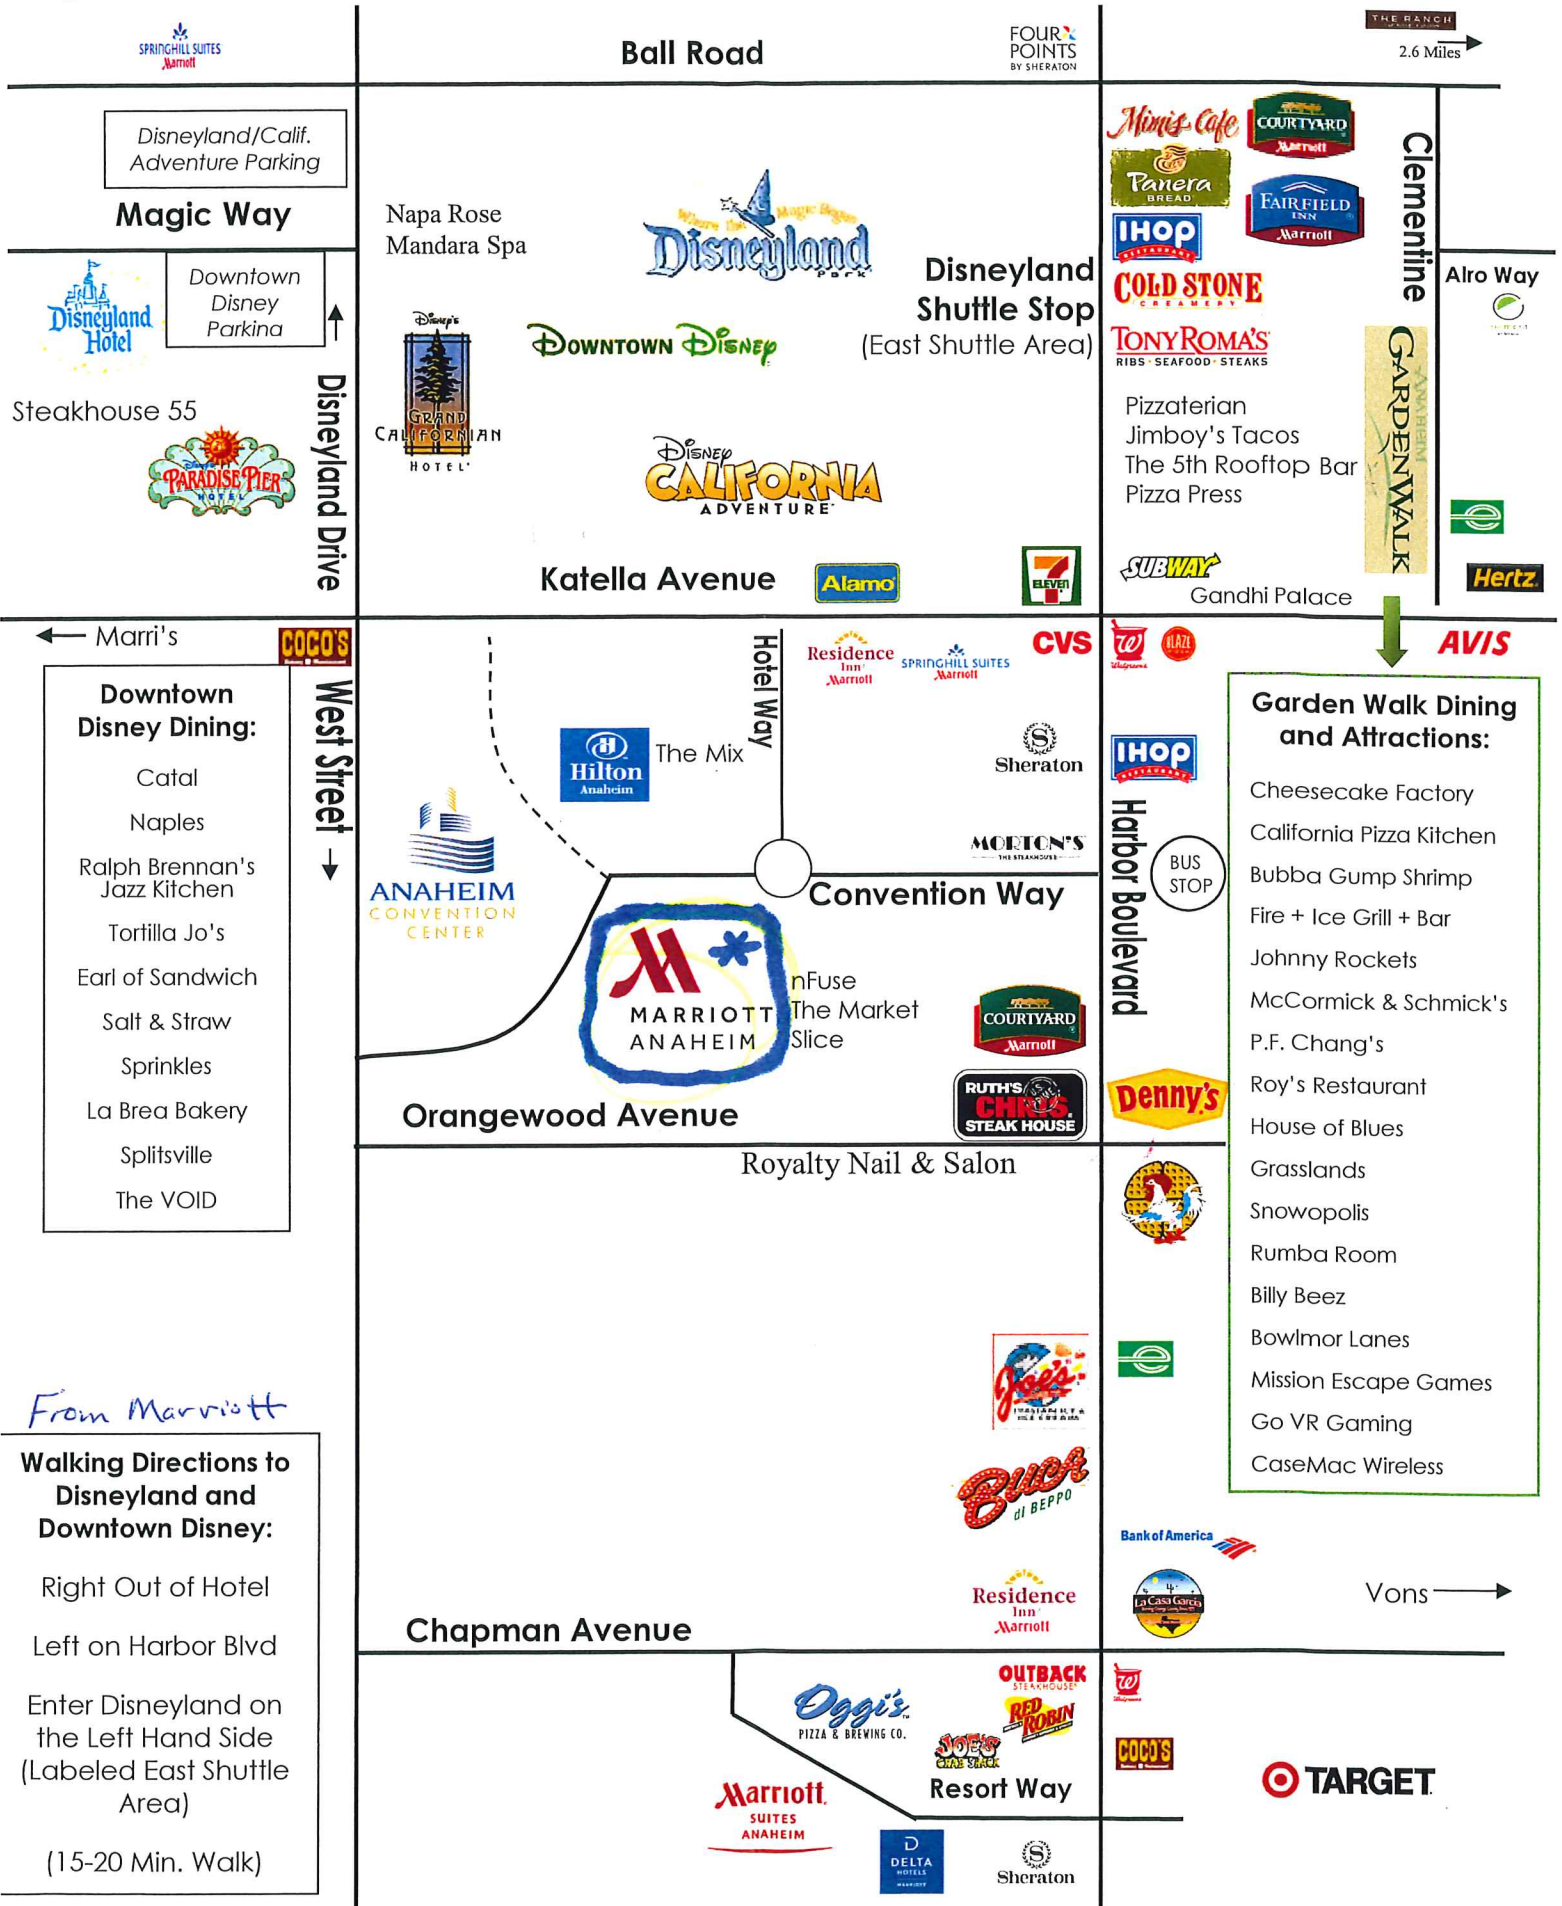 SPRINGHILL SUITES
Marriott
Ball Road
FOUR
POINTS
BY SHERATON
THE RANCH
2.6 Miles
Disneyland/Calif.
Adventure Parking
Magic Way
Napa Rose
Mandara Spa
Where the Magic Begins
Disneyland
Park
Disneyland
Shuttle Stop
(East Shuttle Area)
Mimi's Cafe
COURTYARD
Marriott
Panera
BREAD
FAIRFIELD
INN
Marriott
IHOP
RESTAURANT
COLD STONE
CREAMERY
TONY ROMA'S
RIBS · SEAFOOD · STEAKS
Clementine
Alro Way
Disneyland
Hotel
Downtown
Disney
Parking
Disney's
GRAND
CALIFORNIAN
HOTEL
DOWNTOWN DISNEY
Steakhouse 55
Disney's
PARADISE PIER
HOTEL
Disneyland Drive
DISNEY
CALIFORNIA
ADVENTURE
Pizzaterian
Jimboy's Tacos
The 5th Rooftop Bar
Pizza Press
ANAHEIM
GARDENWALK
e
Katella Avenue
Alamo
7
ELEVEN
SUBWAY
Gandhi Palace
Hertz
Marri's
COCO'S
West Street
Hotel Way
Residence
Inn
Marriott
SPRINGHILL SUITES
Marriott
CVS
W
Walgreens
BLAZE
AVIS
Downtown
Disney Dining:
Catal
Naples
Ralph Brennan's
Jazz Kitchen
Tortilla Jo's
Earl of Sandwich
Salt & Straw
Sprinkles
La Brea Bakery
Splitsville
The VOID
H
Hilton
Anaheim
The Mix
S
Sheraton
IHOP
RESTAURANT
ANAHEIM
CONVENTION
CENTER
MORTON'S
THE STEAKHOUSE
Convention Way
Harbor Boulevard
BUS
STOP
M
MARRIOTT
ANAHEIM
nFuse
The Market
Slice
COURTYARD
Marriott
RUTH'S
CHRIS
STEAK HOUSE
Denny's
Orangewood Avenue
Royalty Nail & Salon
Garden Walk Dining
and Attractions:
Cheesecake Factory
California Pizza Kitchen
Bubba Gump Shrimp
Fire + Ice Grill + Bar
Johnny Rockets
McCormick & Schmick's
P.F. Chang's
Roy's Restaurant
House of Blues
Grasslands
Snowopolis
Rumba Room
Billy Beez
Bowlmor Lanes
Mission Escape Games
Go VR Gaming
CaseMac Wireless
Joe's
e
BUCA
di BEPPO
Bank of America
Residence
Inn
Marriott
La Casa Garcia
Vons
From Marriott
Walking Directions to
Disneyland and
Downtown Disney:
Right Out of Hotel
Left on Harbor Blvd
Enter Disneyland on
the Left Hand Side
(Labeled East Shuttle
Area)
(15-20 Min. Walk)
Chapman Avenue
Oggi's
PIZZA & BREWING CO.
OUTBACK
STEAKHOUSE
RED
ROBIN
JOE'S
CRAB SHACK
W
Walgreens
COCO'S
Resort Way
TARGET
Marriott
SUITES
ANAHEIM
D
DELTA
HOTELS
MARRIOTT
S
Sheraton